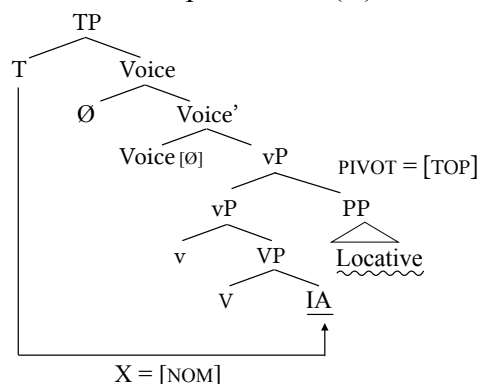 TP
T Voice
Ø Voice’
Voice [Ø] vP PIVOT = [TOP]
vP PP
v VP Locative
V IA
X = [NOM]